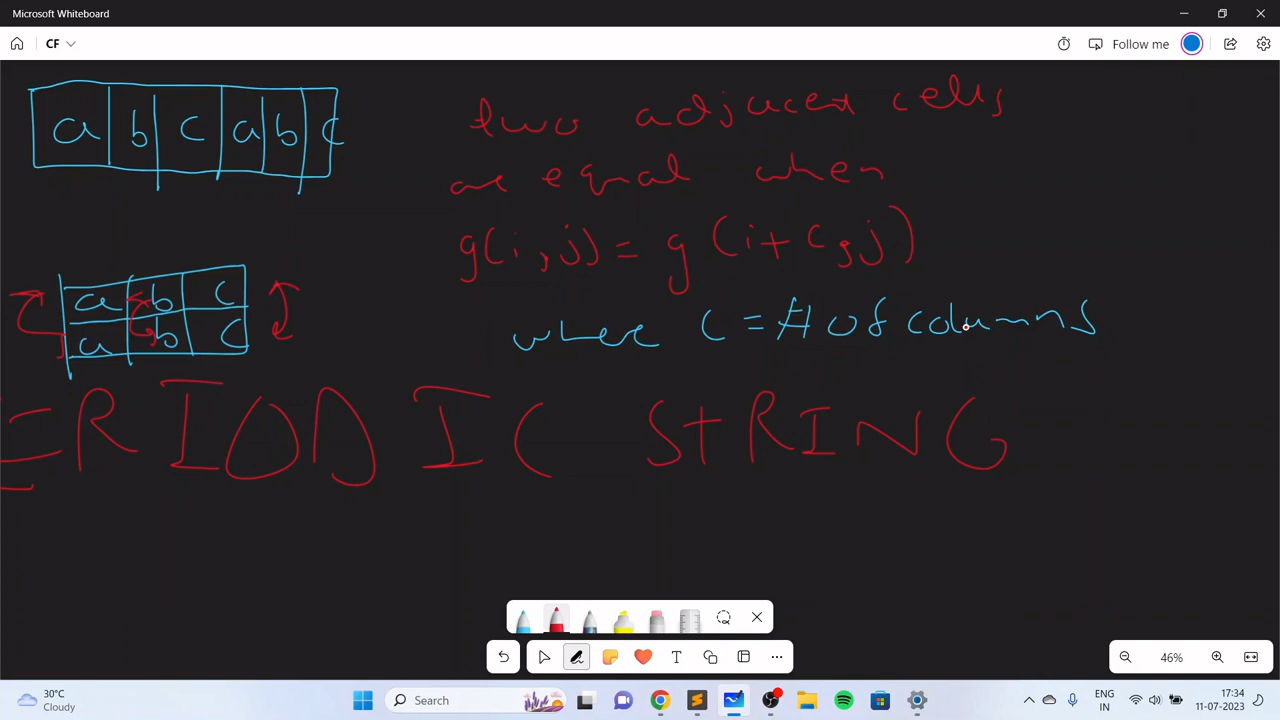 Microsoft Whiteboard
CF
Follow me
a b c a b c
two adjacent cells
are equal when
g(i,j) = g(i+c,j)
where c = # of columns
a b c
a b c
ERIODIC STRING
46%
30°C
Cloudy
Search
ENG
IN
17:34
11-07-2023